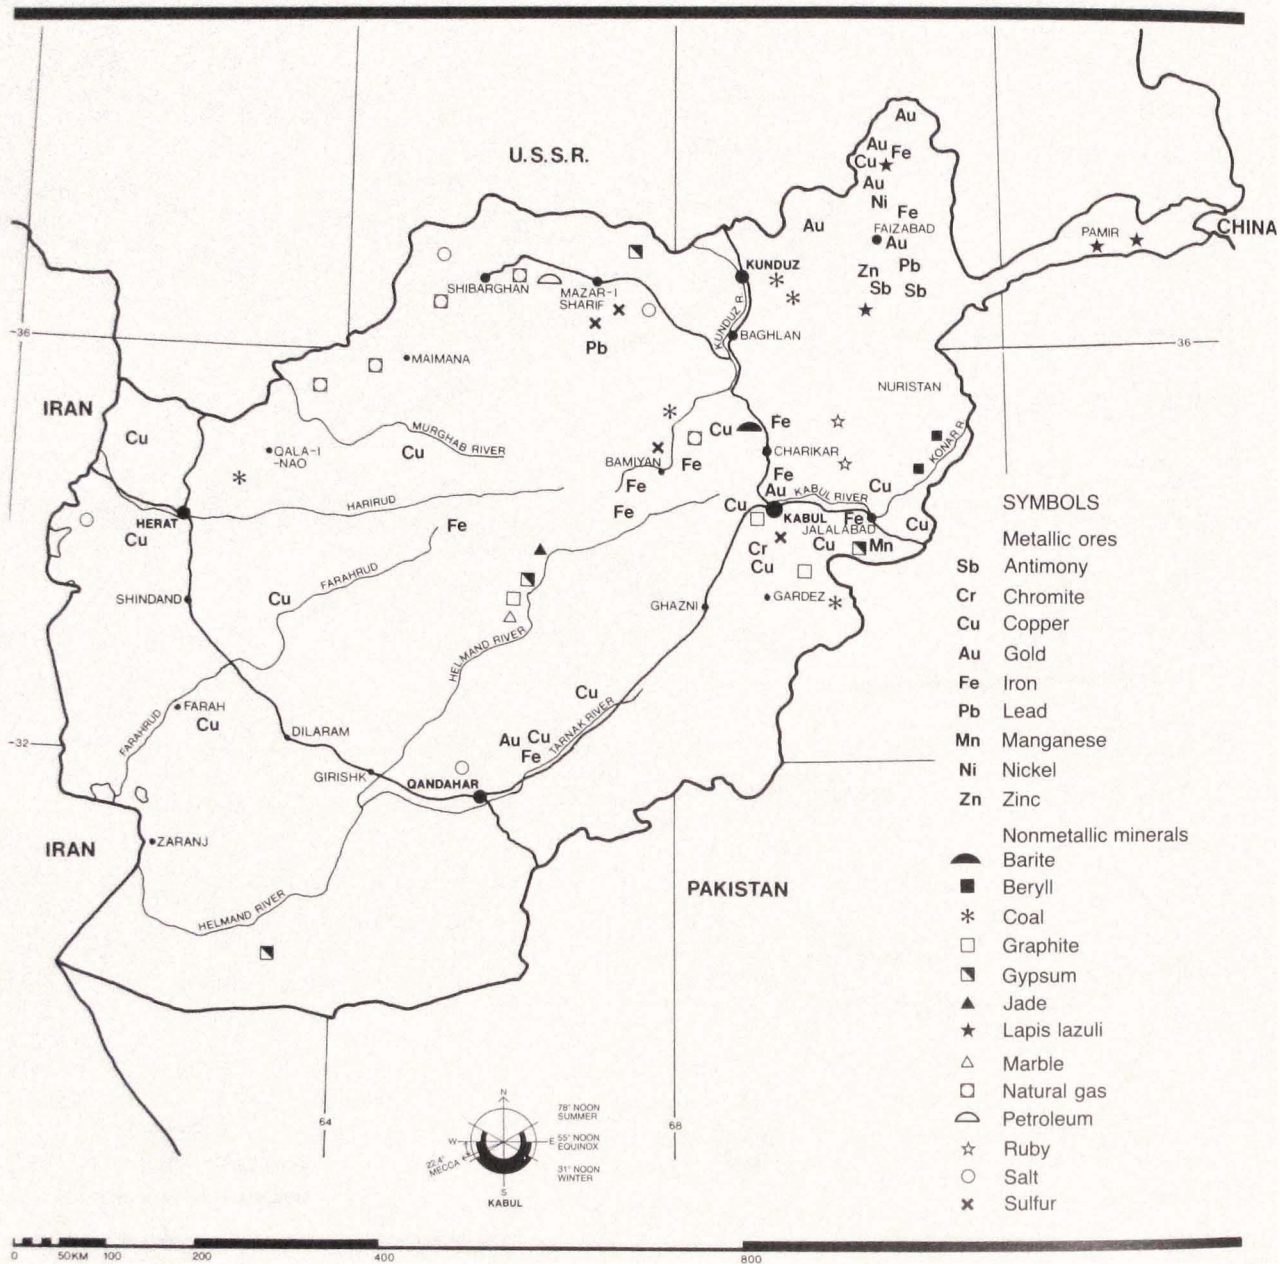 U.S.S.R.
Au
Au
Fe
Cu
Au
Ni
Fe
Au
FAIZABAD
Au
Pb
Zn
Sb
Sb
PAMIR
CHINA
KUNDUZ
SHIBARGHAN
MAZAR-I
SHARIF
Pb
KUNDUZ R.
BAGHLAN
36
36
MAIMANA
NURISTAN
IRAN
Cu
QALA-I
-NAO
MURGHAB RIVER
Cu
Cu
Fe
CHARIKAR
KONAR R.
BAMIYAN
Fe
Fe
Fe
HARIRUD
HERAT
Cu
Fe
Fe
Au
KABUL RIVER
Cu
KABUL
Fe
JALALABAD
Cu
Cu
Cr
Cu
Cu
Mn
SHINDAND
FARAHRUD
Cu
GHAZNI
GARDEZ
HELMAND RIVER
Cu
TARNAK RIVER
FARAH
Cu
FARAHRUD
32
DILARAM
Au
Cu
Fe
GIRISHK
QANDAHAR
IRAN
ZARANJ
PAKISTAN
HELMAND RIVER
64
68
SYMBOLS
Metallic ores
Sb Antimony
Cr Chromite
Cu Copper
Au Gold
Fe Iron
Pb Lead
Mn Manganese
Ni Nickel
Zn Zinc
Nonmetallic minerals
Barite
Beryll
Coal
Graphite
Gypsum
Jade
Lapis lazuli
Marble
Natural gas
Petroleum
Ruby
Salt
Sulfur
N
W
E
S
22.4°
MECCA
78° NOON
SUMMER
55° NOON
EQUINOX
31° NOON
WINTER
KABUL
0 50KM 100 200 400 800